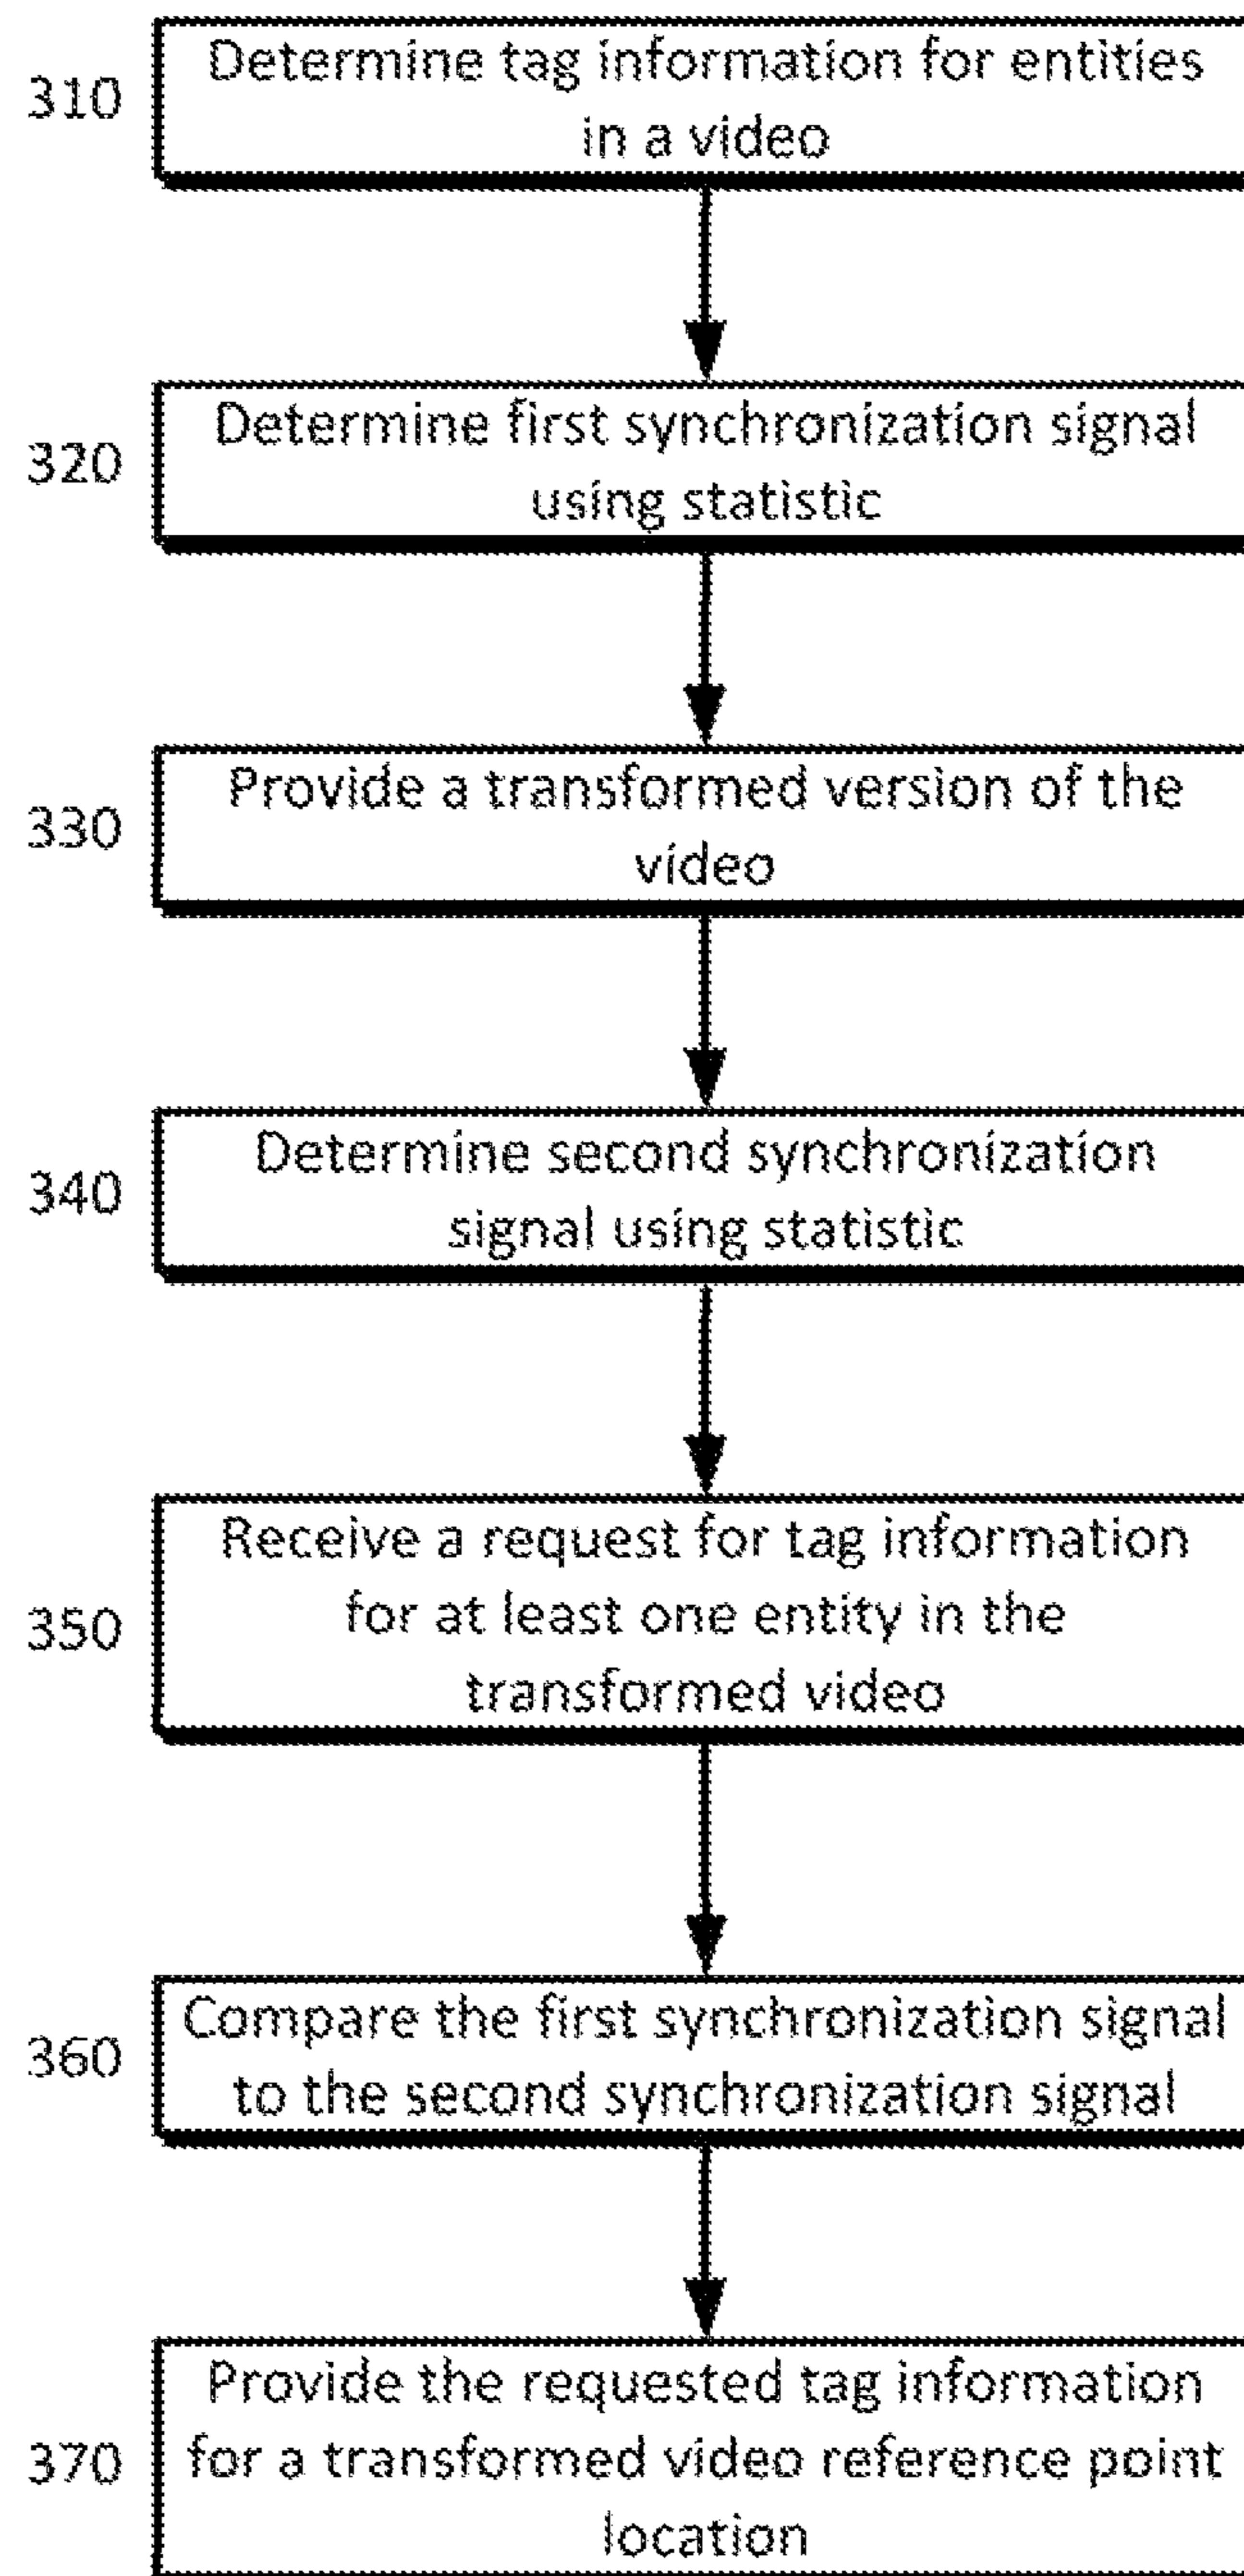 310
Determine tag information for entities
in a video
320
Determine first synchronization signal
using statistic
330
Provide a transformed version of the
video
340
Determine second synchronization
signal using statistic
350
Receive a request for tag information
for at least one entity in the
transformed video
360
Compare the first synchronization signal
to the second synchronization signal
370
Provide the requested tag information
for a transformed video reference point
location